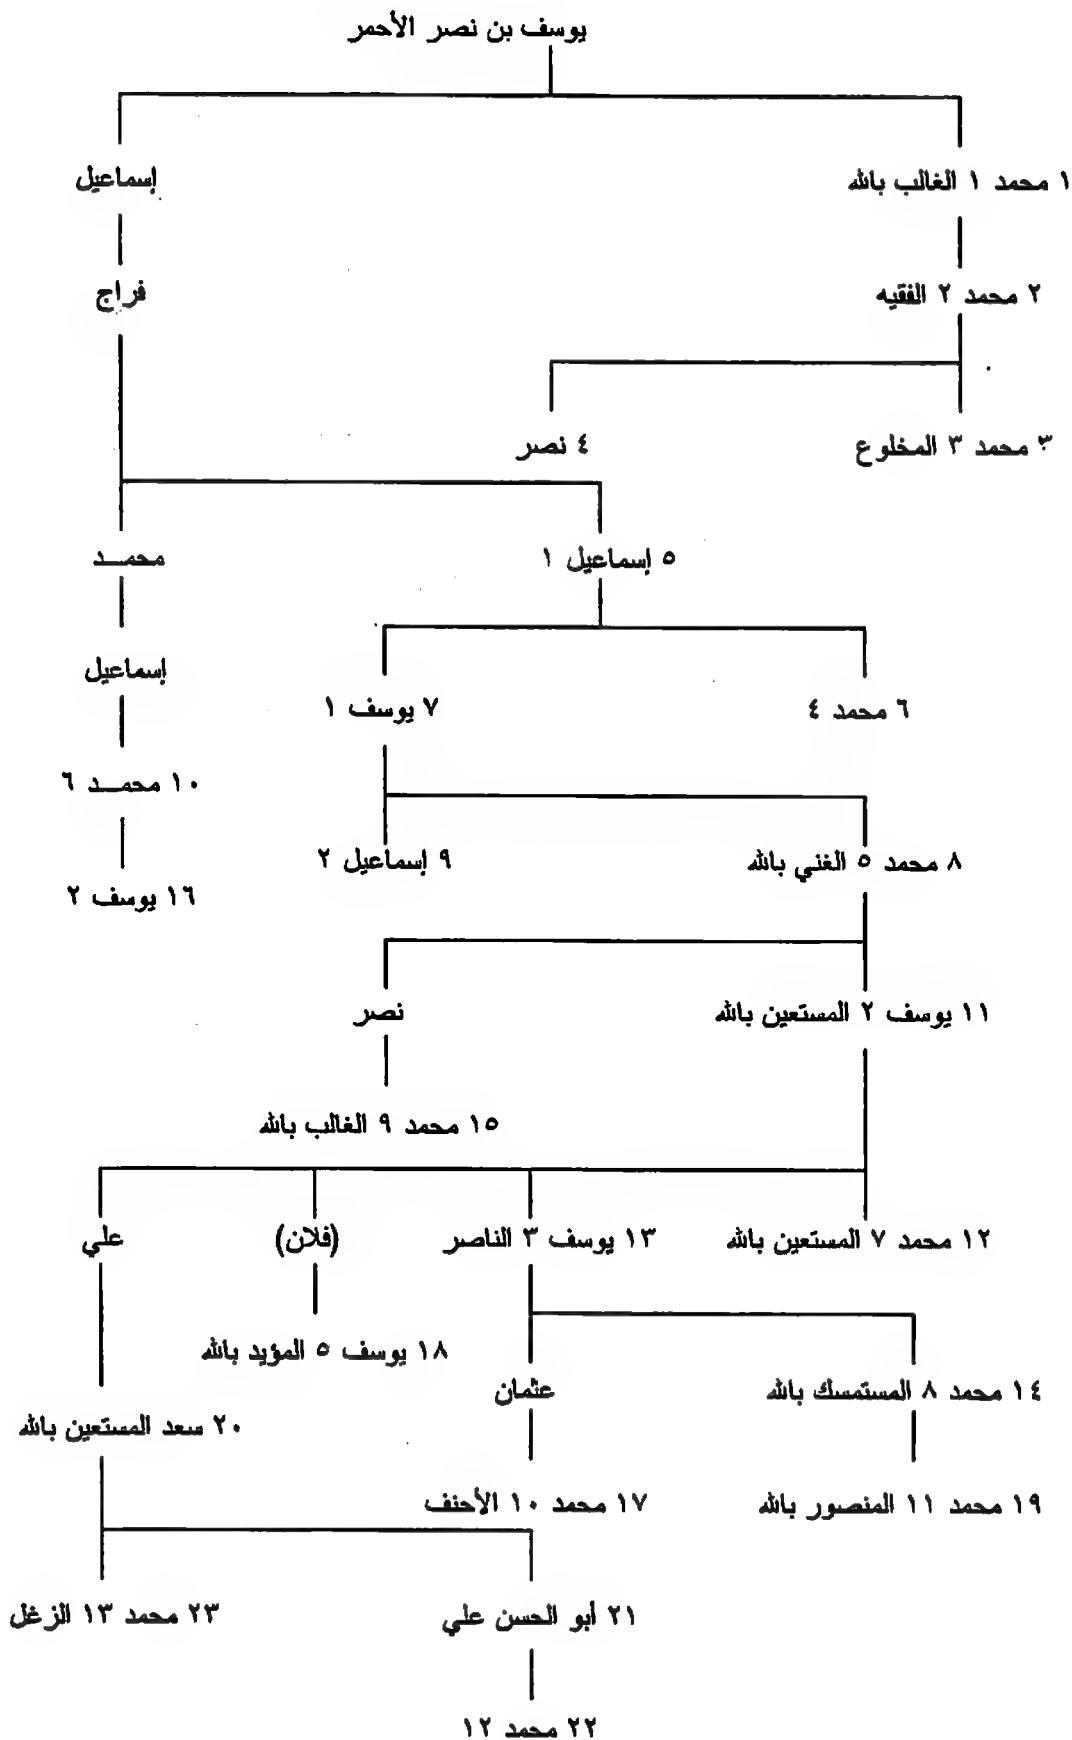 يوسف بن نصر الأحمر
١ محمد ١ الغالب بالله
إسماعيل
٢ محمد ٢ الفقيه
فراج
٣ محمد ٣ المخلوع
٤ نصر
٥ إسماعيل ١
محمــد
إسماعيل
٦ محمد ٤
٧ يوسف ١
١٠ محمــد ٦
٨ محمد ٥ الغني بالله
٩ إسماعيل ٢
١٦ يوسف ٢
١١ يوسف ٢ المستعين بالله
نصر
١٥ محمد ٩ الغالب بالله
١٢ محمد ٧ المستعين بالله
١٣ يوسف ٣ الناصر
(فلان)
علي
١٨ يوسف ٥ المؤيد بالله
١٤ محمد ٨ المستمسك بالله
عثمان
٢٠ سعد المستعين بالله
١٩ محمد ١١ المنصور بالله
١٧ محمد ١٠ الأحنف
٢١ أبو الحسن علي
٢٣ محمد ١٣ الزغل
٢٢ محمد ١٢